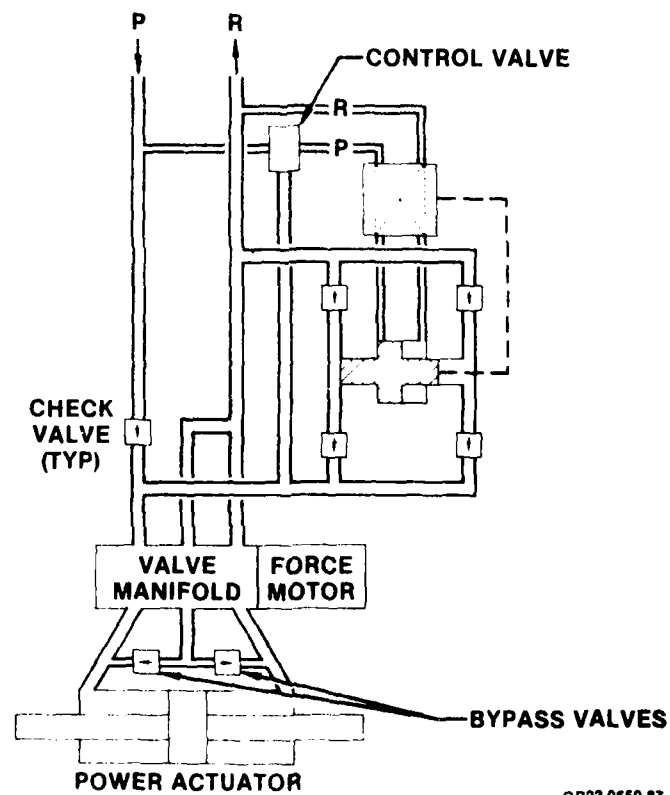 P
R
CONTROL VALVE
R
P
CHECK
VALVE
(TYP)
VALVE
MANIFOLD
FORCE
MOTOR
BYPASS VALVES
POWER ACTUATOR